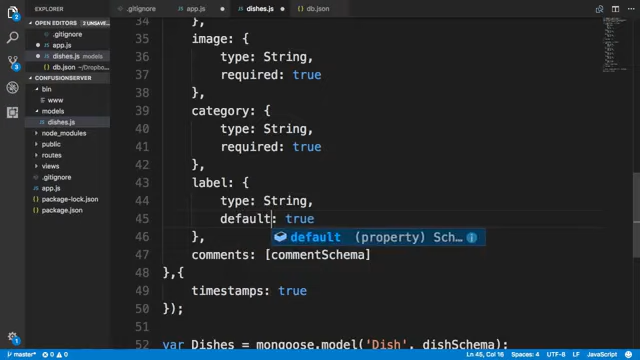 .gitignore
app.js
dishes.js
db.json
EXPLORER
OPEN EDITORS 2 UNSAV...
.gitignore
app.js
dishes.js models
db.json ~/Dropbox...
CONFUSIONSERVER
bin
www
models
dishes.js
node_modules
public
routes
views
app.js
package-lock.json
package.json
34 },
35 image: {
36 type: String,
37 required: true
38 },
39 category: {
40 type: String,
41 required: true
42 },
43 label: {
44 type: String,
45 default: true
default (property) Sch...
46 },
47 comments: [commentSchema]
48 },{
49 timestamps: true
50 });
51
52 var Dishes = mongoose.model('Dish', dishSchema);
master*
Ln 45, Col 16
Spaces: 4
UTF-8
LF
JavaScript